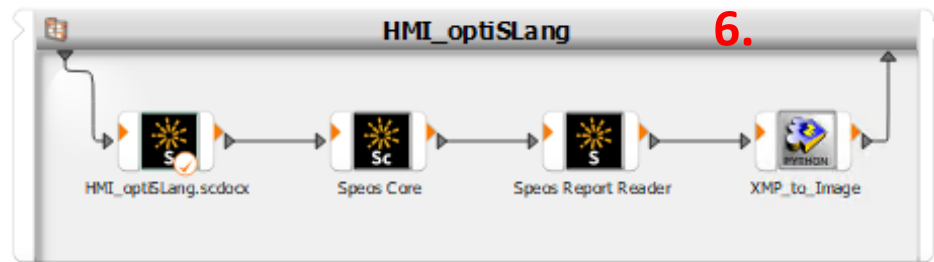 HMI_optiSLang 6.
S Sc S PYTHON
HMI_optiSLang.scdocx Speos Core Speos Report Reader XMP_to_Image